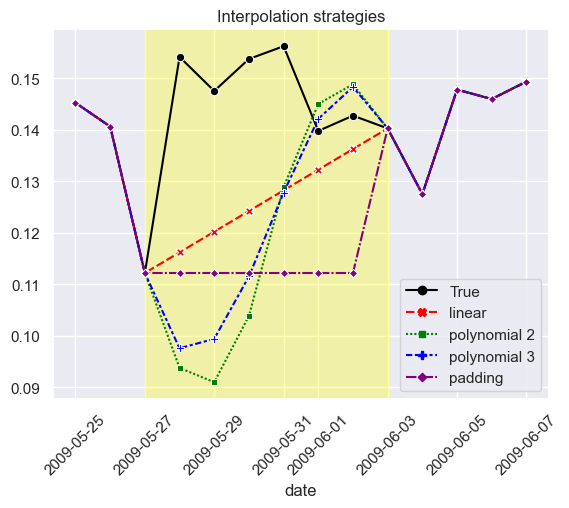 Interpolation strategies
0.15
0.14
0.13
0.12
0.11
0.10
0.09
True
linear
polynomial 2
polynomial 3
padding
2009-05-25
2009-05-27
2009-05-29
2009-05-31
2009-06-01
2009-06-03
2009-06-05
2009-06-07
date